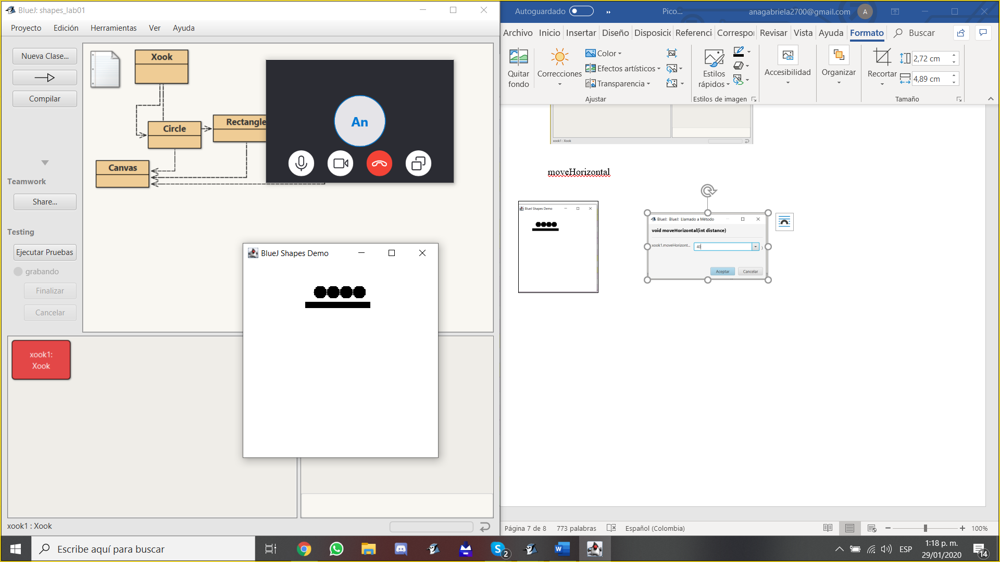 BlueJ: shapes_lab01
Proyecto Edición Herramientas Ver Ayuda
Nueva Clase...
Compilar
Teamwork
Share...
Testing
Ejecutar Pruebas
grabando
Finalizar
Cancelar
Xook
Circle
Rectangle
Canvas
An
BlueJ Shapes Demo
xook1:
Xook
xook1 : Xook
Autoguardado
Pico...
anagabriela2700@gmail.com
A
Archivo Inicio Insertar Diseño Disposició Referenci Correspo Revisar Vista Ayuda Formato Buscar
Quitar
fondo
Correcciones
Color
Efectos artísticos
Transparencia
Ajustar
Estilos
rápidos
Estilos de imagen
Accesibilidad
Organizar
Recortar
2,72 cm
4,89 cm
Tamaño
xook1 : Xook
moveHorizontal
BlueJ Shapes Demo
BlueJ: BlueJ: Llamado a Método
void moveHorizontal(int distance)
xook1.moveHorizont... 40 )
Aceptar Cancelar
Página 7 de 8 773 palabras Español (Colombia) 100%
Escribe aquí para buscar
S 2
W
ESP
1:18 p. m.
29/01/2020
14